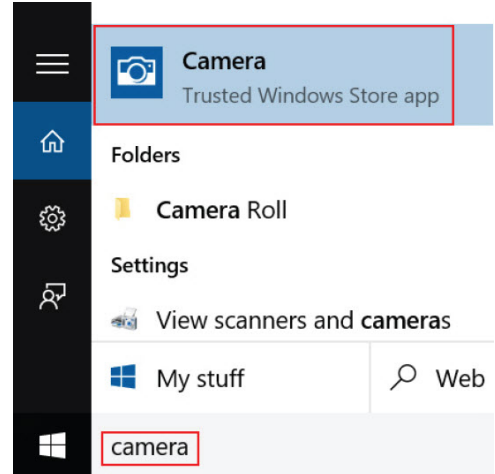 Camera
Trusted Windows Store app
Folders
Camera Roll
Settings
View scanners and cameras
My stuff
Web
camera